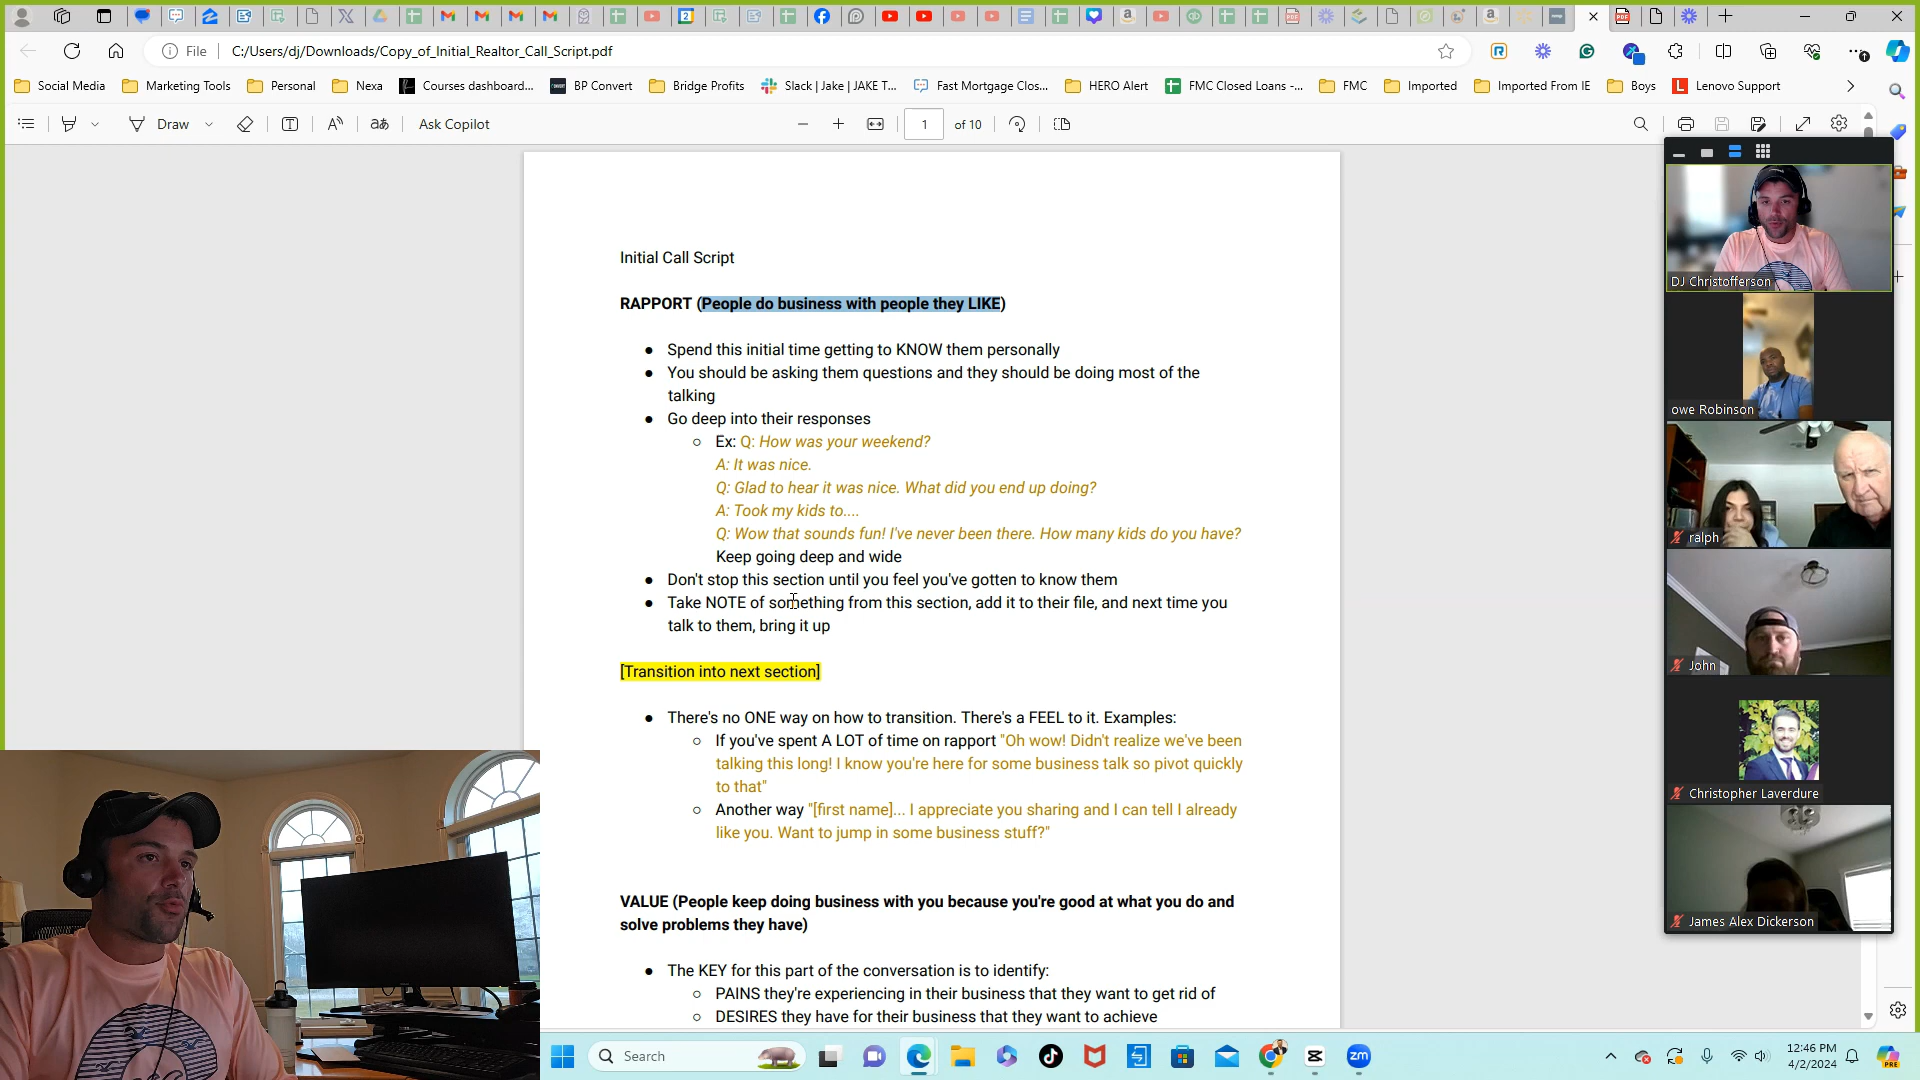 File
C:/Users/dj/Downloads/Copy_of_Initial_Realtor_Call_Script.pdf
Social Media
Marketing Tools
Personal
Nexa
Courses dashboard...
BP Convert
Bridge Profits
Slack | Jake | JAKE T...
Fast Mortgage Clos...
HERO Alert
FMC Closed Loans -...
FMC
Imported
Imported From IE
Boys
Lenovo Support
Draw
Ask Copilot
1 of 10
Initial Call Script
RAPPORT (People do business with people they LIKE)
● Spend this initial time getting to KNOW them personally
● You should be asking them questions and they should be doing most of the
talking
● Go deep into their responses
○ Ex: Q: How was your weekend?
A: It was nice.
Q: Glad to hear it was nice. What did you end up doing?
A: Took my kids to....
Q: Wow that sounds fun! I've never been there. How many kids do you have?
Keep going deep and wide
● Don't stop this section until you feel you've gotten to know them
● Take NOTE of something from this section, add it to their file, and next time you
talk to them, bring it up
[Transition into next section]
● There's no ONE way on how to transition. There's a FEEL to it. Examples:
○ If you've spent A LOT of time on rapport "Oh wow! Didn't realize we've been
talking this long! I know you're here for some business talk so pivot quickly
to that"
○ Another way "[first name]... I appreciate you sharing and I can tell I already
like you. Want to jump in some business stuff?"
VALUE (People keep doing business with you because you're good at what you do and
solve problems they have)
● The KEY for this part of the conversation is to identify:
○ PAINS they're experiencing in their business that they want to get rid of
○ DESIRES they have for their business that they want to achieve
DJ Christofferson
owe Robinson
ralph
John
Christopher Laverdure
James Alex Dickerson
Search
zm
12:46 PM
4/2/2024
PRE